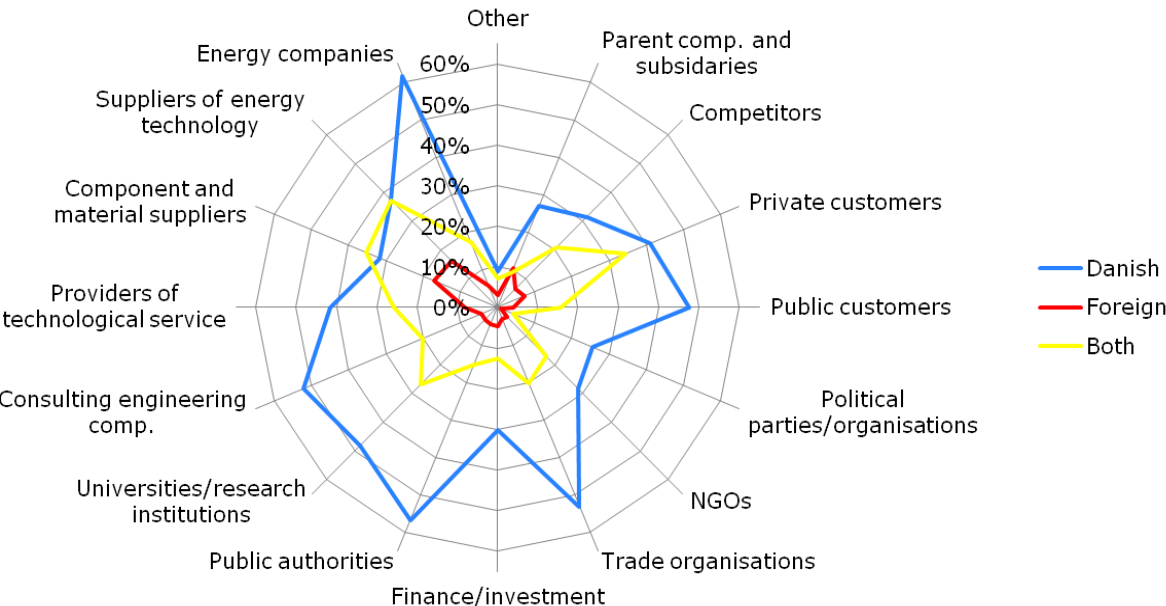 Other
Parent comp. and
subsidaries
Competitors
Private customers
Public customers
Political
parties/organisations
NGOs
Trade organisations
Finance/investment
Public authorities
Universities/research
institutions
Consulting engineering
comp.
Providers of
technological service
Component and
material suppliers
Suppliers of energy
technology
Energy companies
60%
50%
40%
30%
20%
10%
0%
Danish
Foreign
Both